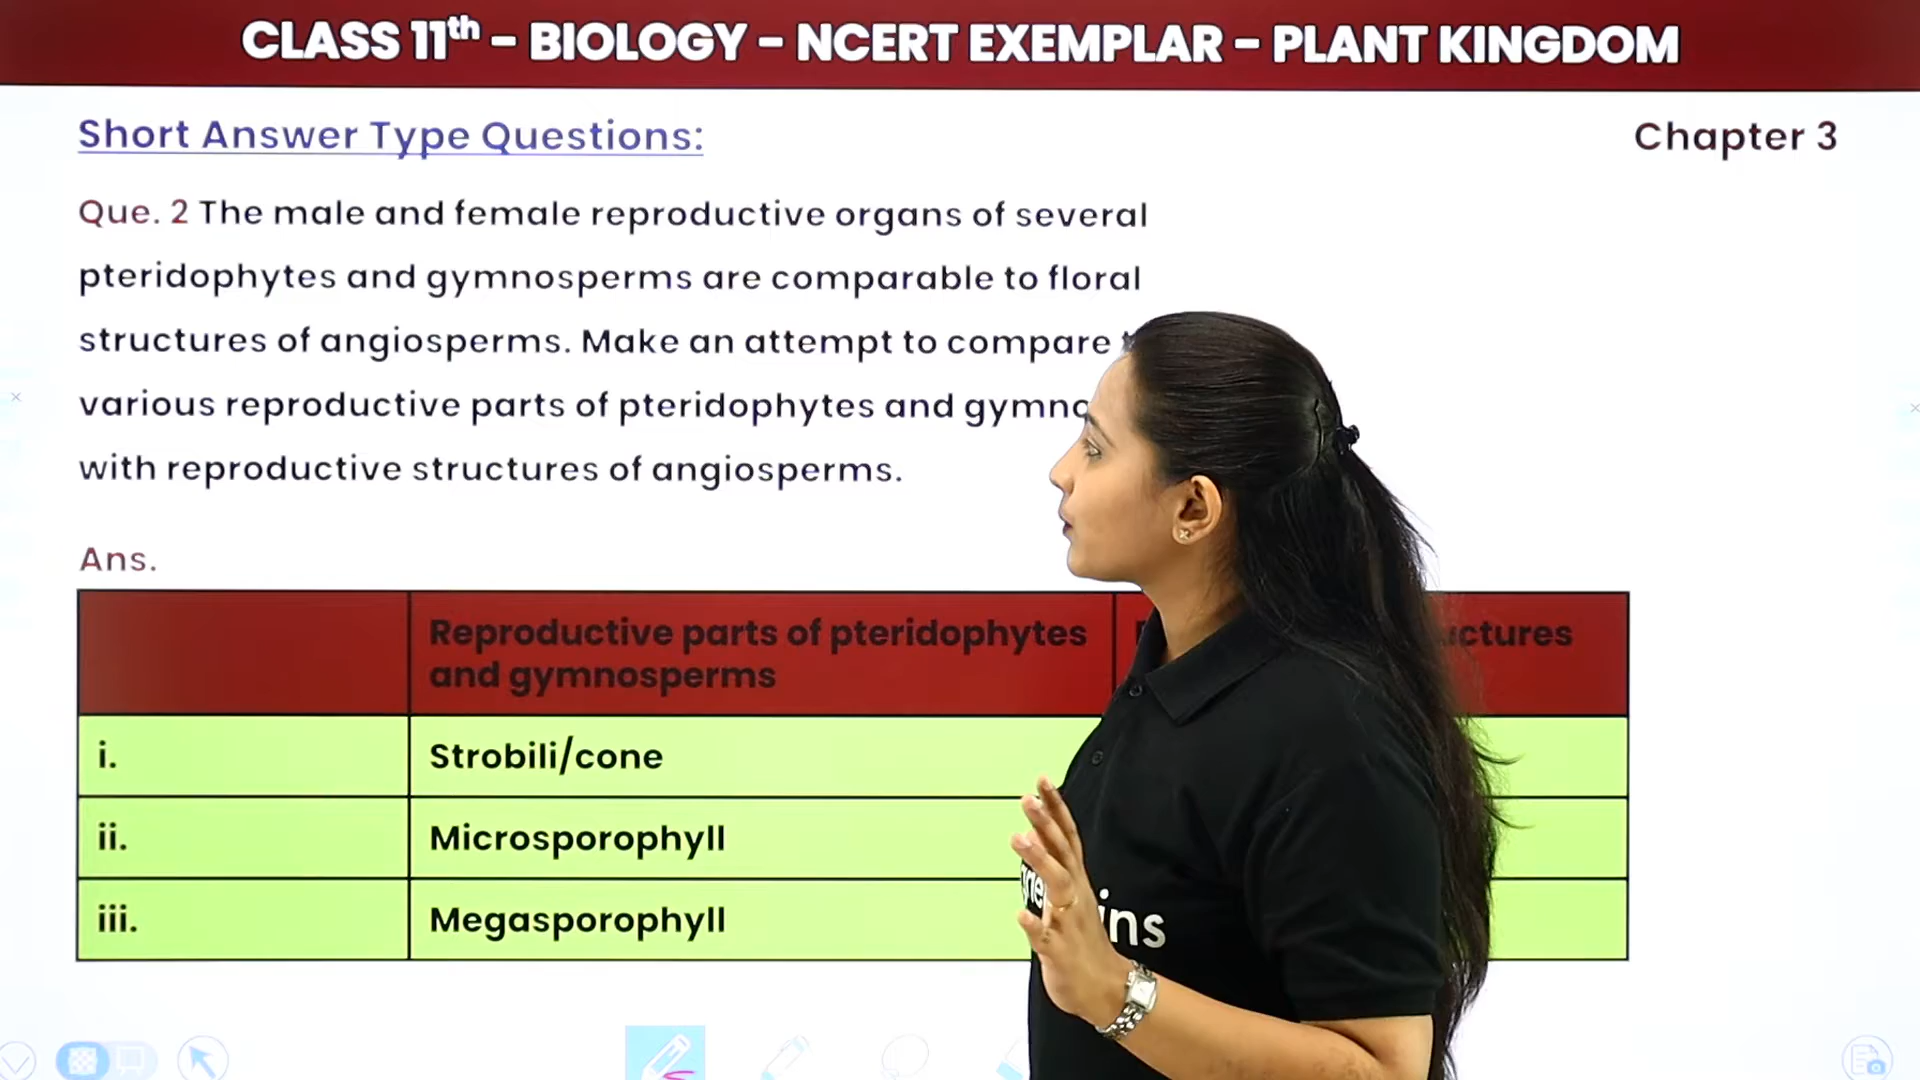 CLASS 11th - BIOLOGY - NCERT EXEMPLAR - PLANT KINGDOM
Short Answer Type Questions:
Chapter 3
Que. 2 The male and female reproductive organs of several
pteridophytes and gymnosperms are comparable to floral
structures of angiosperms. Make an attempt to compare
various reproductive parts of pteridophytes and
with reproductive structures of angiosperms.
Ans.
Reproductive parts of pteridophytes
and gymnosperms
i. Strobili/cone
ii. Microsporophyll
iii. Megasporophyll